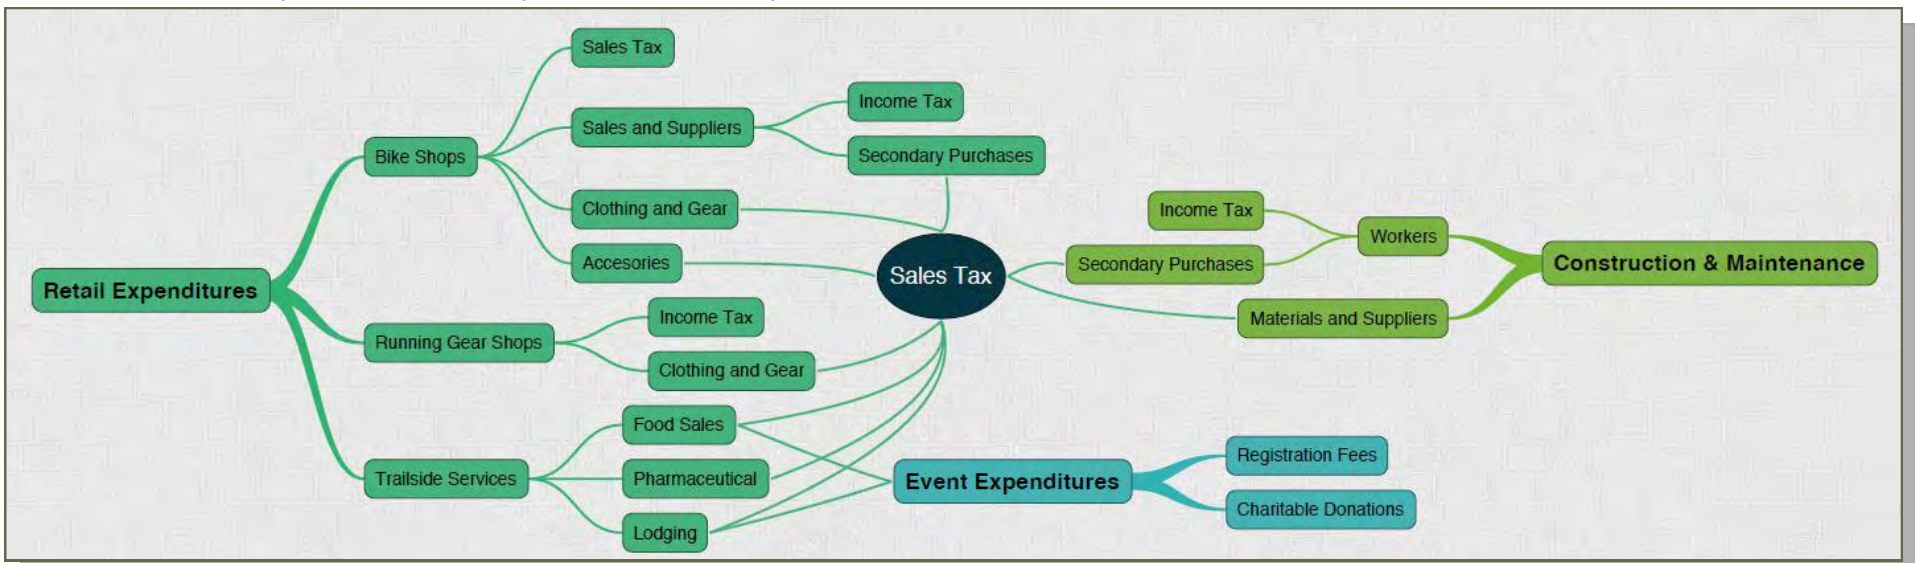 Sales Tax
Income Tax
Sales and Suppliers
Bike Shops
Secondary Purchases
Clothing and Gear
Accesories
Retail Expenditures
Income Tax
Running Gear Shops
Clothing and Gear
Food Sales
Trailside Services
Pharmaceutical
Lodging
Sales Tax
Income Tax
Workers
Secondary Purchases
Construction & Maintenance
Materials and Suppliers
Event Expenditures
Registration Fees
Charitable Donations